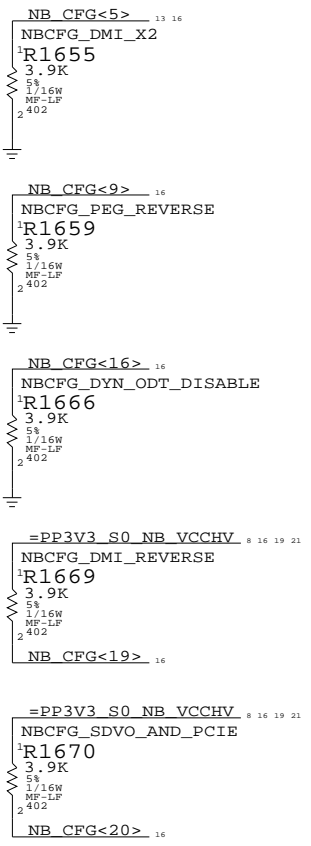 NB_CFG<5> 13 16
NBCFG_DMI_X2
1 R1655
3.9K
5%
1/16W
MF-LF
2 402
NB_CFG<9> 16
NBCFG_PEG_REVERSE
1 R1659
3.9K
5%
1/16W
MF-LF
2 402
NB_CFG<16> 16
NBCFG_DYN_ODT_DISABLE
1 R1666
3.9K
5%
1/16W
MF-LF
2 402
=PP3V3_S0_NB_VCCHV 8 16 19 21
NBCFG_DMI_REVERSE
1 R1669
3.9K
5%
1/16W
MF-LF
2 402
NB_CFG<19> 16
=PP3V3_S0_NB_VCCHV 8 16 19 21
NBCFG_SDVO_AND_PCIE
1 R1670
3.9K
5%
1/16W
MF-LF
2 402
NB_CFG<20> 16